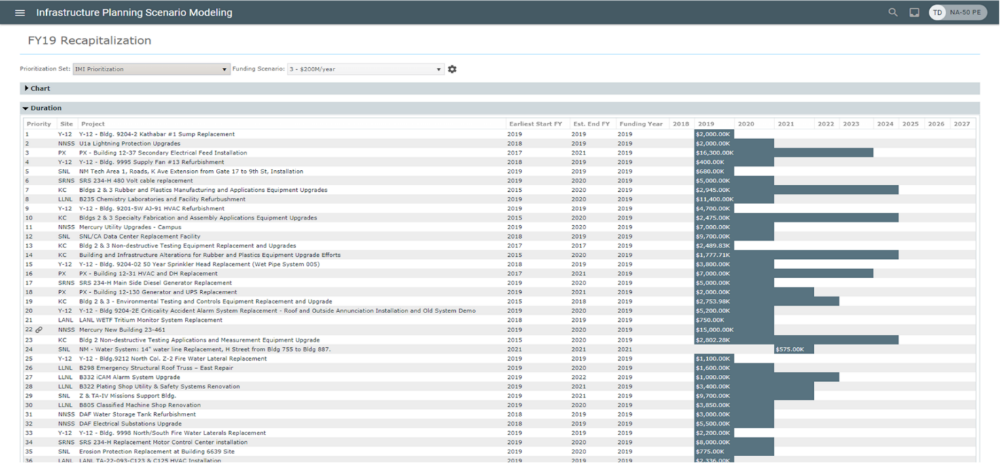 Infrastructure Planning Scenario Modeling TD NA-50 PE
FY19 Recapitalization
Prioritization Set: IMI Prioritization Funding Scenario: 3 - $200M/year
Chart
Duration
Priority Site Project Earliest Start FY Est. End FY Funding Year 2018 2019 2020 2021 2022 2023 2024 2025 2026 2027
1 Y-12 Y-12 - Bldg. 9204-2 Kathabar #1 Sump Replacement 2019 2019 2019 $2,000.00K
2 NNSS U1a Lightning Protection Upgrades 2018 2019 2019 $2,000.00K
3 PX PX - Building 12-37 Secondary Electrical Feed Installation 2017 2021 2019 $16,300.00K
4 Y-12 Y-12 - Bldg. 9995 Supply Fan #13 Refurbishment 2018 2019 2019 $400.00K
5 SNL NM Tech Area 1, Roads, K Ave Extension from Gate 17 to 9th St, Installation 2019 2019 2019 $680.00K
6 SRNS SRS 234-H 480 Volt cable replacement 2019 2020 2019 $5,000.00K
7 KC Bldgs 2 & 3 Rubber and Plastics Manufacturing and Applications Equipment Upgrades 2015 2020 2019 $2,945.00K
8 LLNL B235 Chemistry Laboratories and Facility Refurbushment 2019 2020 2019 $11,400.00K
9 Y-12 Y-12 - Bldg. 9201-5W AJ-91 HVAC Refurbishment 2019 2019 2019 $4,700.00K
10 KC Bldgs 2 & 3 Specialty Fabrication and Assembly Applications Equipment Upgrades 2015 2020 2019 $2,475.00K
11 NNSS Mercury Utility Upgrades - Campus 2019 2020 2019 $7,000.00K
12 SNL SNL/CA Data Center Replacement Facility 2018 2019 2019 $9,700.00K
13 KC Bldg 2 & 3 Non-destructive Testing Equipment Replacement and Upgrades 2017 2017 2019 $2,489.83K
14 KC Building and Infrastructure Alterations for Rubber and Plastics Equipment Upgrade Efforts 2015 2020 2019 $1,777.71K
15 Y-12 Y-12 - Bldg. 9204-02 50 Year Sprinkler Head Replacement (Wet Pipe System 005) 2018 2019 2019 $3,800.00K
16 PX PX - Building 12-31 HVAC and DH Replacement 2017 2021 2019 $7,000.00K
17 SRNS SRS 234-H Main Side Diesel Generator Replacement 2019 2020 2019 $5,000.00K
18 PX PX - Building 12-130 Generator and UPS Replacement 2019 2021 2019 $2,000.00K
19 KC Bldg 2 & 3 - Environmental Testing and Controls Equipment Replacement and Upgrade 2015 2018 2019 $2,753.98K
20 Y-12 Y-12 - Bldg 9204-2E Criticality Accident Alarm System Replacement - Roof and Outside Annunciation Installation and Old System Demo 2019 2020 2019 $5,200.00K
21 LANL LANL WETF Tritium Monitor System Replacement 2018 2019 2019 $750.00K
22 NNSS Mercury New Building 23-461 2019 2020 2019 $15,000.00K
23 KC Bldg 2 Non-destructive Testing Applications and Measurement Equipment Upgrade 2015 2020 2019 $2,802.28K
24 SNL NM - Water System: 14" water line Replacement, H Street from Bldg 755 to Bldg 887. 2021 2021 2021 $575.00K
25 Y-12 Y-12 - Bldg.9212 North Col. Z-2 Fire Water Lateral Replacement 2019 2019 2019 $1,100.00K
26 LLNL B298 Emergency Structural Roof Truss – East Repair 2019 2020 2019 $1,600.00K
27 LLNL B332 iCAM Alarm System Upgrade 2019 2022 2019 $1,000.00K
28 LLNL B322 Plating Shop Utility & Safety Systems Renovation 2019 2021 2019 $3,400.00K
29 SNL Z & TA-IV Missions Support Bldg. 2019 2021 2019 $9,700.00K
30 LLNL B805 Classified Machine Shop Renovation 2019 2020 2019 $3,850.00K
31 NNSS DAF Water Storage Tank Refurbishment 2018 2019 2019 $3,000.00K
32 NNSS DAF Electrical Substations Upgrade 2018 2019 2019 $5,500.00K
33 Y-12 Y-12 - Bldg. 9998 North/South Fire Water Laterals Replacement 2019 2019 2019 $2,200.00K
34 SRNS SRS 234-H Replacement Motor Control Center installation 2019 2020 2019 $8,000.00K
35 SNL Erosion Protection Replacement at Building 6639 Site 2019 2020 2019 $775.00K
36 LANL LANL TA-22-093-C123 & C125 HVAC Installation 2019 2019 2019 $2,336.00K